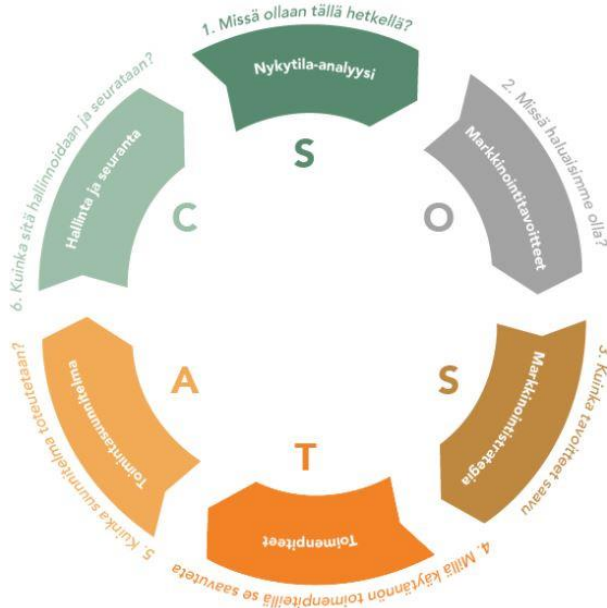 1. Missä ollaan tällä hetkellä?
Nykytila-analyysi
S
2. Missä haluaisimme olla?
Markkinointitavoitteet
O
3. Kuinka tavoitteet saavu
Markkinointistrategia
S
4. Millä käytännön toimenpiteillä se saavuteta
Toimenpiteet
T
5. Kuinka suunnitelma toteutetaan?
Toimintasuunnitelma
A
6. Kuinka sitä hallinnoidaan ja seurataan?
Hallinta ja seuranta
C